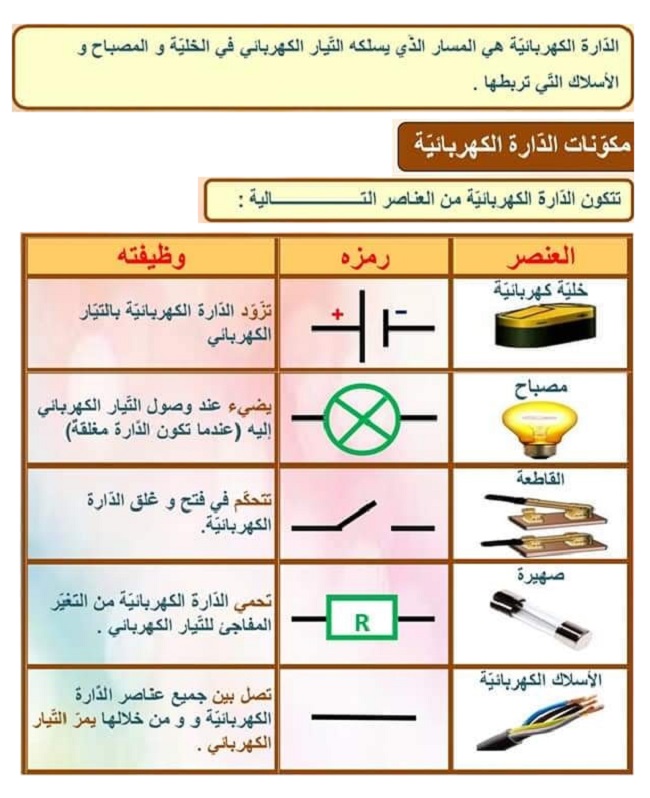 الدّارة الكهربائيّة هي المسار الذّي يسلكه التّيار الكهربائي في الخليّة و المصباح و
الأسلاك التّي تربطها .
مكوّنات الدّارة الكهربائيّة
تتكون الدّارة الكهربائيّة من العناصر التـــــــــــــــالية :
العنصر
رمزه
وظيفته
خليّة كهربائيّة
+
-
تزّوّد الدّارة الكهربائيّة بالتيّار
الكهربائي
مصباح
يضيء عند وصول التّيار الكهربائي
إليه (عندما تكون الدّارة مغلقة)
القاطعة
تتحكّم في فتح و غلق الدّارة
الكهربائيّة.
صهيرة
R
تحمي الدّارة الكهربائيّة من التغيّر
المفاجئ للتّيار الكهربائي .
الأسلاك الكهربائيّة
تصل بين جميع عناصر الدّارة
الكهربائيّة و و من خلالها يمرّ التّيار
الكهربائي .